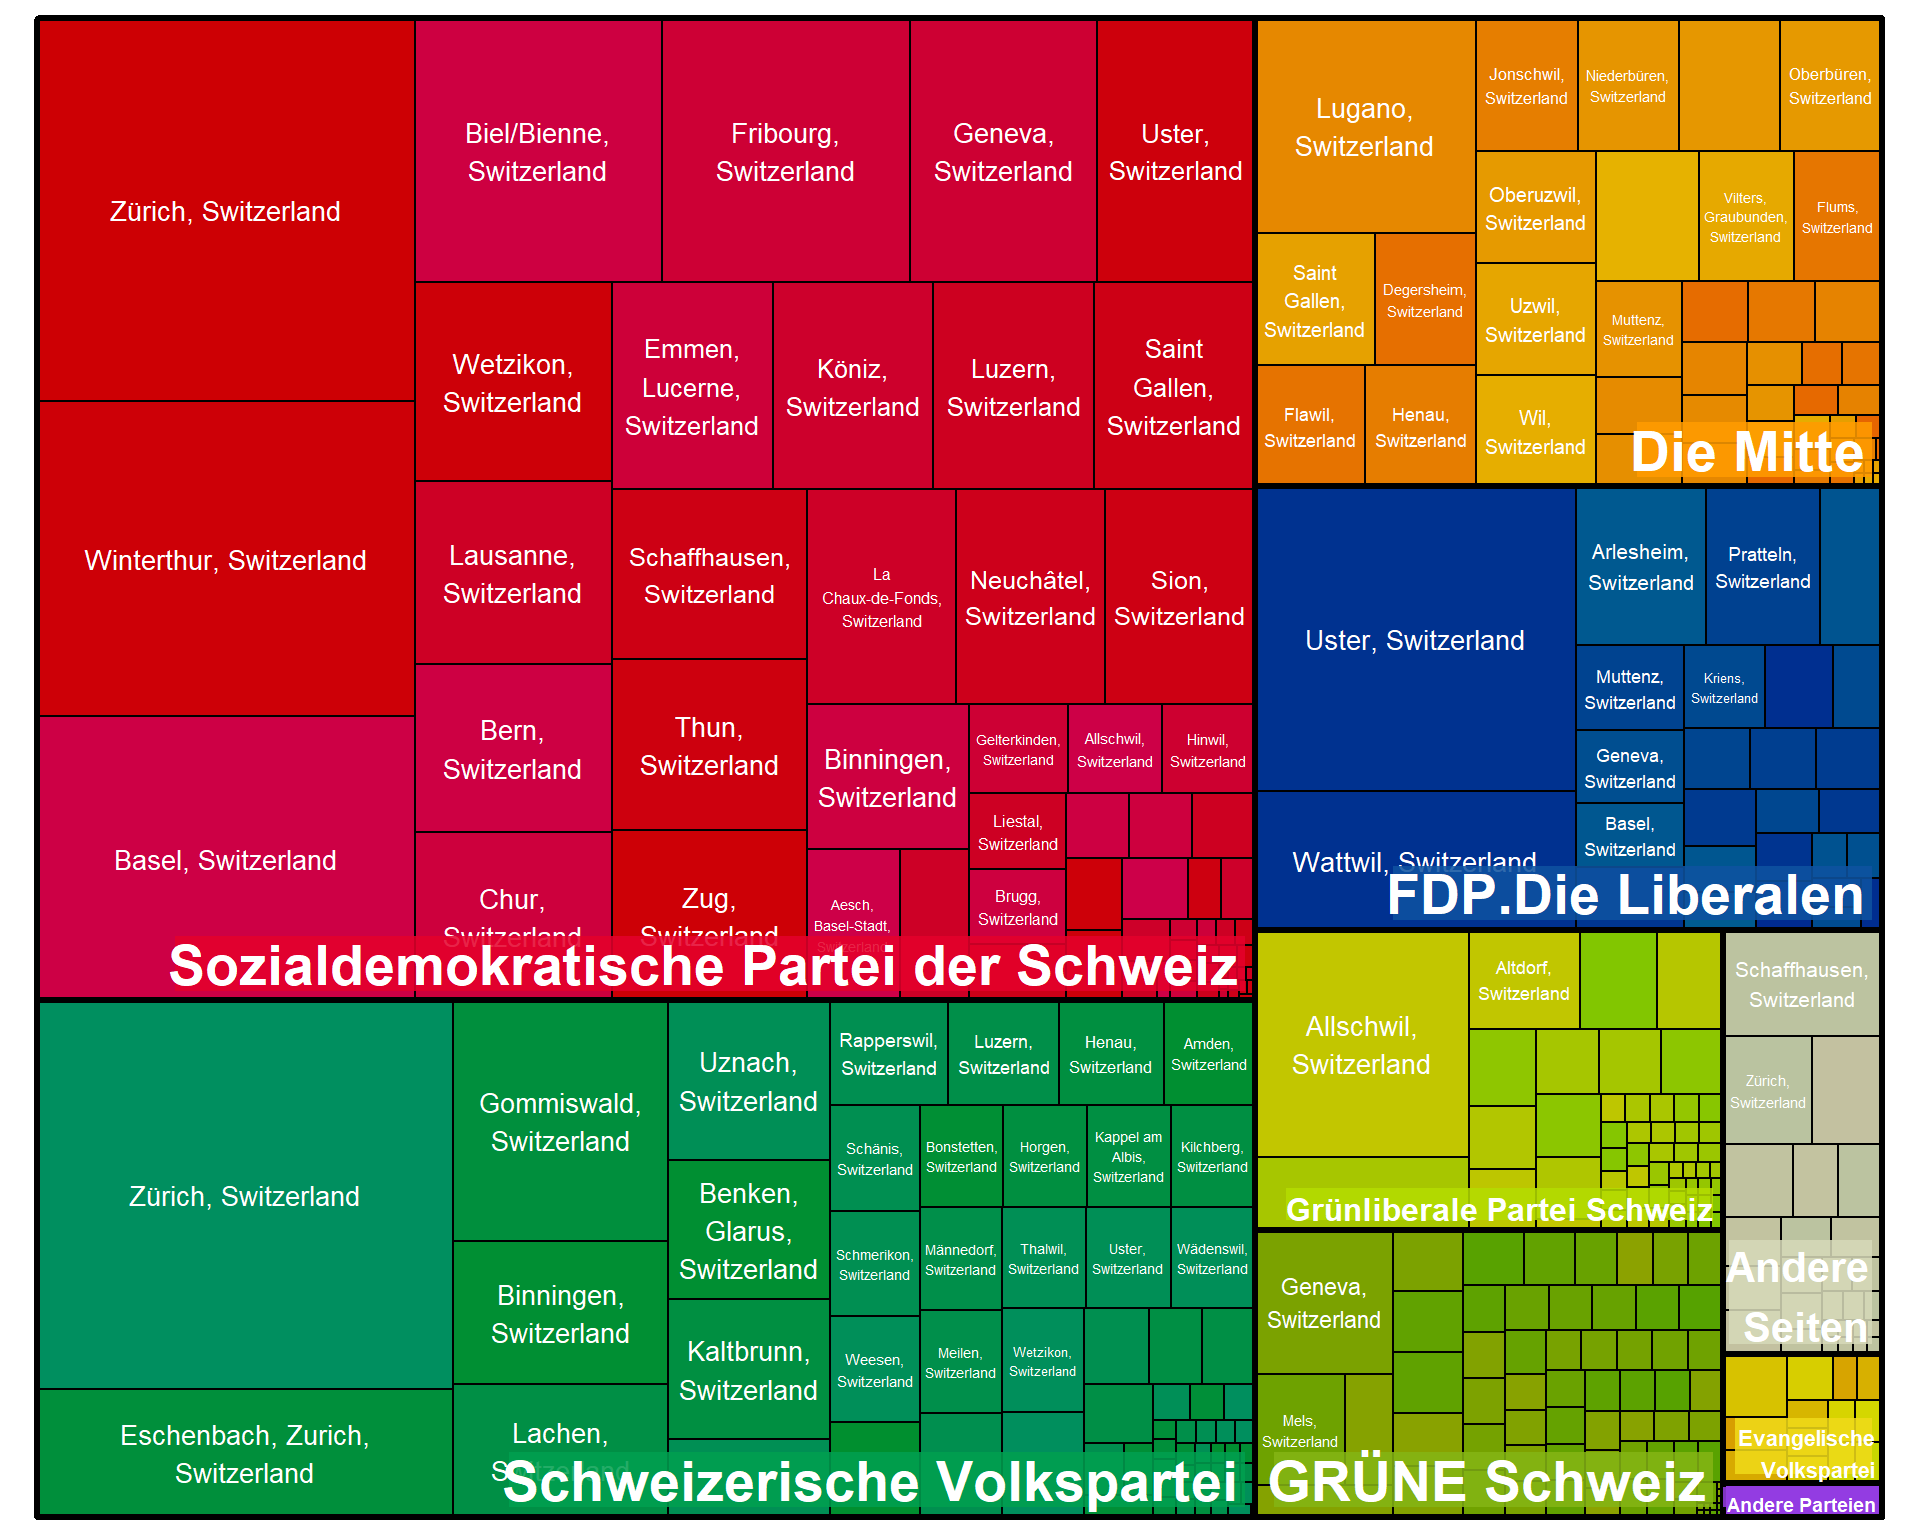 Zürich, Switzerland
Winterthur, Switzerland
Basel, Switzerland
Biel/Bienne,
Switzerland
Fribourg,
Switzerland
Geneva,
Switzerland
Uster,
Switzerland
Wetzikon,
Switzerland
Emmen,
Lucerne,
Switzerland
Köniz,
Switzerland
Luzern,
Switzerland
Saint
Gallen,
Switzerland
Lausanne,
Switzerland
Schaffhausen,
Switzerland
La
Chaux-de-Fonds,
Switzerland
Neuchâtel,
Switzerland
Sion,
Switzerland
Bern,
Switzerland
Thun,
Switzerland
Binningen,
Switzerland
Gelterkinden,
Switzerland
Allschwil,
Switzerland
Hinwil,
Switzerland
Liestal,
Switzerland
Chur,
Switzerland
Zug,
Switzerland
Aesch,
Basel-Stadt,
Switzerland
Brugg,
Switzerland
Sozialdemokratische Partei der Schweiz
Zürich, Switzerland
Eschenbach, Zurich,
Switzerland
Gommiswald,
Switzerland
Binningen,
Switzerland
Lachen,
Switzerland
Uznach,
Switzerland
Benken,
Glarus,
Switzerland
Kaltbrunn,
Switzerland
Rapperswil,
Switzerland
Luzern,
Switzerland
Henau,
Switzerland
Amden,
Switzerland
Schänis,
Switzerland
Bonstetten,
Switzerland
Horgen,
Switzerland
Kappel am
Albis,
Switzerland
Kilchberg,
Switzerland
Schmerikon,
Switzerland
Männedorf,
Switzerland
Thalwil,
Switzerland
Uster,
Switzerland
Wädenswil,
Switzerland
Weesen,
Switzerland
Meilen,
Switzerland
Wetzikon,
Switzerland
Schweizerische Volkspartei
Lugano,
Switzerland
Jonschwil,
Switzerland
Niederbüren,
Switzerland
Oberbüren,
Switzerland
Oberuzwil,
Switzerland
Vilters,
Graubunden,
Switzerland
Flums,
Switzerland
Saint
Gallen,
Switzerland
Degersheim,
Switzerland
Uzwil,
Switzerland
Muttenz,
Switzerland
Flawil,
Switzerland
Henau,
Switzerland
Wil,
Switzerland
Die Mitte
Uster, Switzerland
Wattwil, Switzerland
Arlesheim,
Switzerland
Pratteln,
Switzerland
Muttenz,
Switzerland
Kriens,
Switzerland
Geneva,
Switzerland
Basel,
Switzerland
FDP.Die Liberalen
Allschwil,
Switzerland
Altdorf,
Switzerland
Grünliberale Partei Schweiz
Schaffhausen,
Switzerland
Zürich,
Switzerland
Andere
Seiten
Geneva,
Switzerland
Mels,
Switzerland
GRÜNE Schweiz
Evangelische
Volkspartei
Andere Parteien